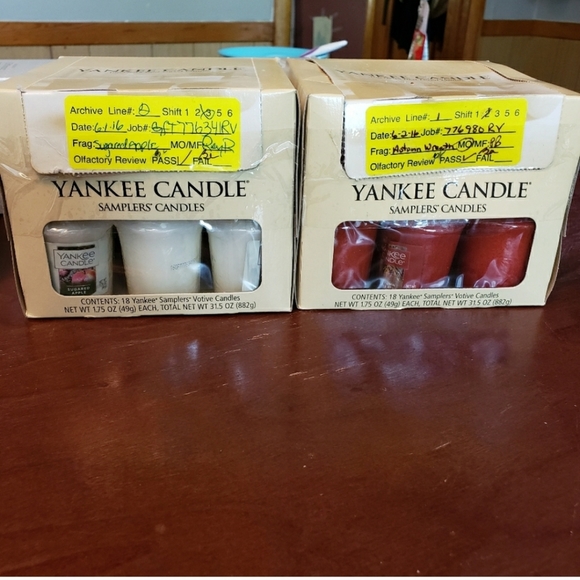 YANKEE CANDLE
Archive Line#: 0 Shift 1 2 3 5 6
Date: 6-1-16 Job#: GFT776341RV
Frag: Sugared Apple MO/MF:
Olfactory Review PASS / FAIL
YANKEE CANDLE®
SAMPLERS® CANDLES
YANKEE CANDLE
SUGARED APPLE
CONTENTS: 18 Yankee® Samplers® Votive Candles
NET WT 1.75 OZ (49g) EACH, TOTAL NET WT 31.5 OZ (882g)
YANKEE CANDLE
Archive Line#: 1 Shift 1 2 3 5 6
Date: 6-2-16 Job#: 776980 RV
Frag: Autumn Wreath MO/MF: PB
Olfactory Review PASS / FAIL
YANKEE CANDLE®
SAMPLERS® CANDLES
CONTENTS: 18 Yankee® Samplers® Votive Candles
NET WT 1.75 OZ (49g) EACH, TOTAL NET WT 31.5 OZ (882g)